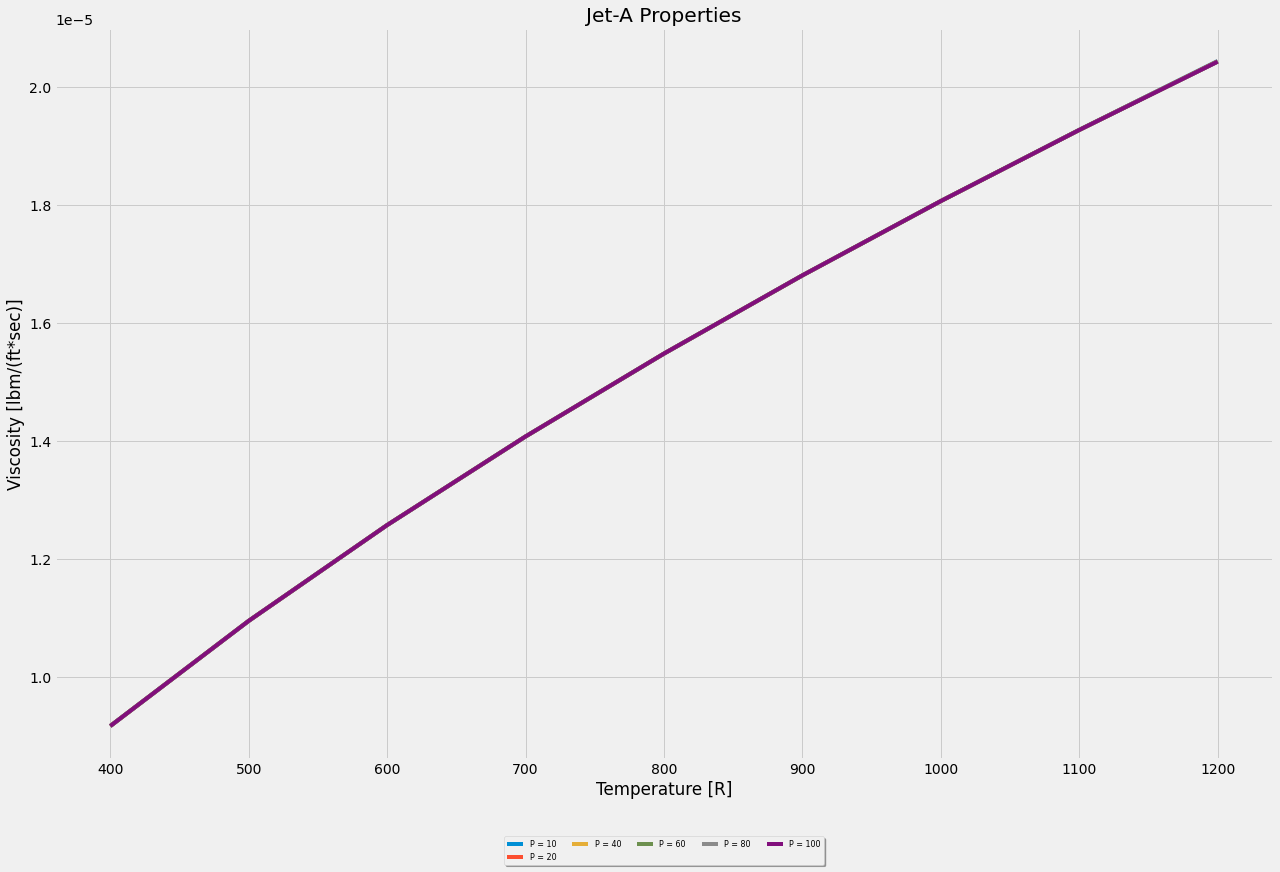 Jet-A Properties
1e−5
2.0
1.8
1.6
1.4
1.2
1.0
Viscosity [lbm/(ft*sec)]
400 500 600 700 800 900 1000 1100 1200
Temperature [R]
P = 10 P = 40 P = 60 P = 80 P = 100
P = 20